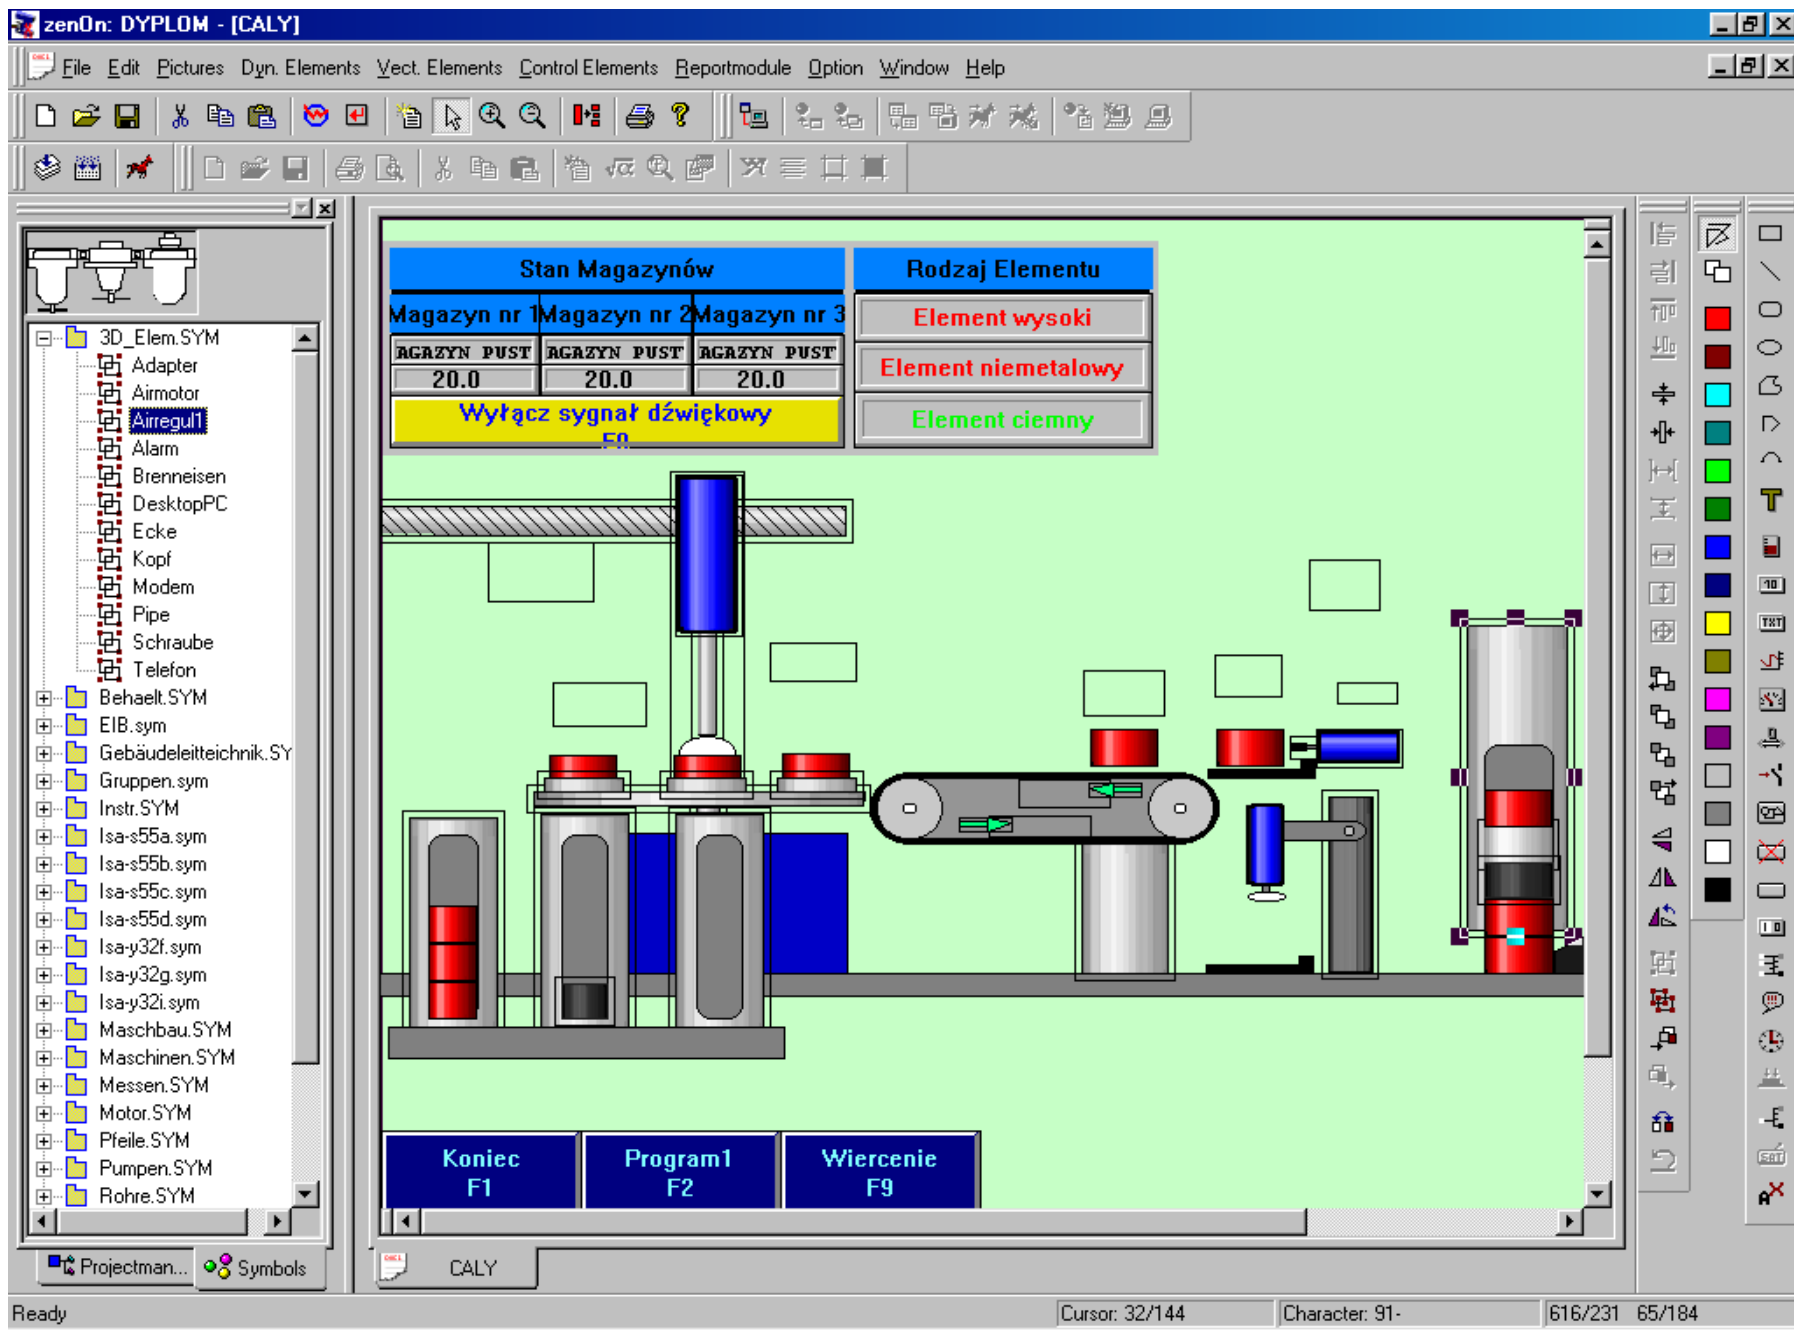 zenOn: DYPLOM - [CALY]
File Edit Pictures Dyn. Elements Vect. Elements Control Elements Reportmodule Option Window Help
3D_Elem.SYM
Adapter
Airmotor
Airregul1
Alarm
Brenneisen
DesktopPC
Ecke
Kopf
Modem
Pipe
Schraube
Telefon
Behaelt.SYM
EIB.sym
Gebäudeleitteichnik.SY
Gruppen.sym
Instr.SYM
Isa-s55a.sym
Isa-s55b.sym
Isa-s55c.sym
Isa-s55d.sym
Isa-y32f.sym
Isa-y32g.sym
Isa-y32i.sym
Maschbau.SYM
Maschinen.SYM
Messen.SYM
Motor.SYM
Pfeile.SYM
Pumpen.SYM
Rohre.SYM
Projectman... Symbols
Stan Magazynów
Magazyn nr 1 Magazyn nr 2 Magazyn nr 3
AGAZYN PUST AGAZYN PUST AGAZYN PUST
20.0 20.0 20.0
Wyłącz sygnał dźwiękowy
Rodzaj Elementu
Element wysoki
Element niemetalowy
Element ciemny
Koniec
F1
Program1
F2
Wiercenie
F9
CALY
T
10
TXT
Ready Cursor: 32/144 Character: 91- 616/231 65/184